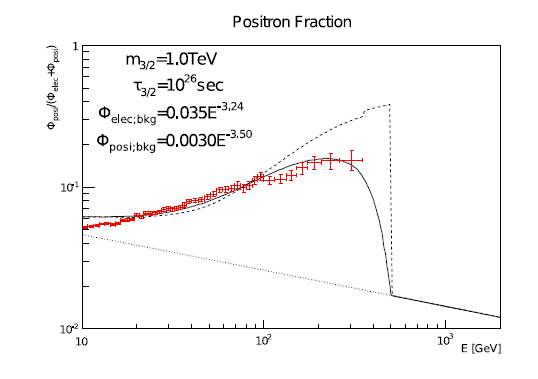 Positron Fraction
Φposi/(Φelec+Φposi)
m3/2=1.0TeV
τ3/2=10^26sec
Φelec;bkg=0.035E^-3.24
Φposi;bkg=0.0030E^-3.50
1
10^-1
10^-2
10
10^2
10^3
E [GeV]